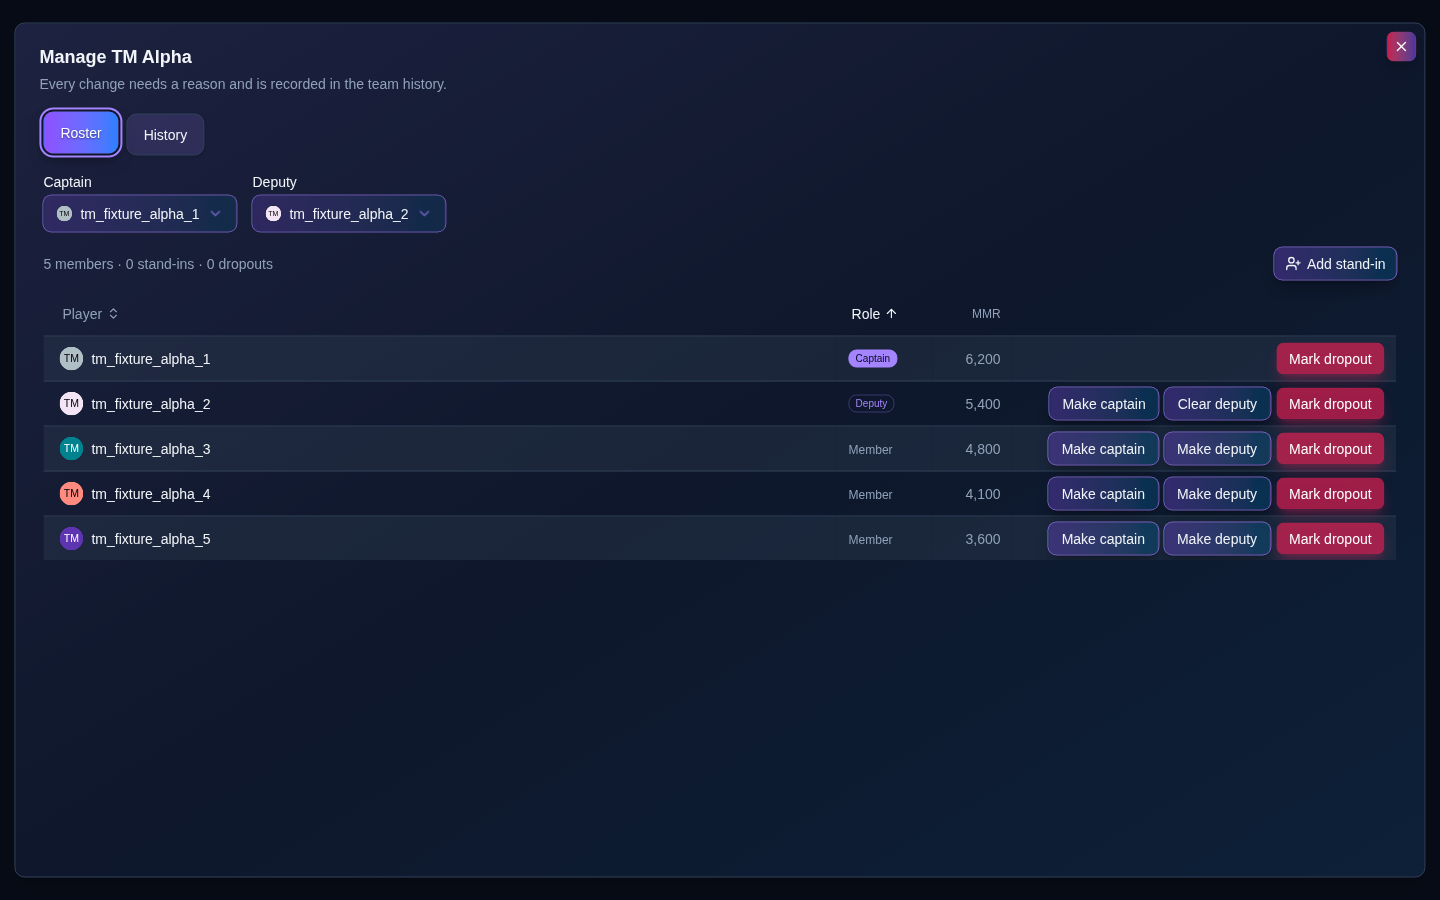 Manage TM Alpha
Every change needs a reason and is recorded in the team history.
Roster History
Captain Deputy
TM tm_fixture_alpha_1 TM tm_fixture_alpha_2
5 members · 0 stand-ins · 0 dropouts Add stand-in
Player Role MMR
TM tm_fixture_alpha_1 Captain 6,200 Mark dropout
TM tm_fixture_alpha_2 Deputy 5,400 Make captain Clear deputy Mark dropout
TM tm_fixture_alpha_3 Member 4,800 Make captain Make deputy Mark dropout
TM tm_fixture_alpha_4 Member 4,100 Make captain Make deputy Mark dropout
TM tm_fixture_alpha_5 Member 3,600 Make captain Make deputy Mark dropout